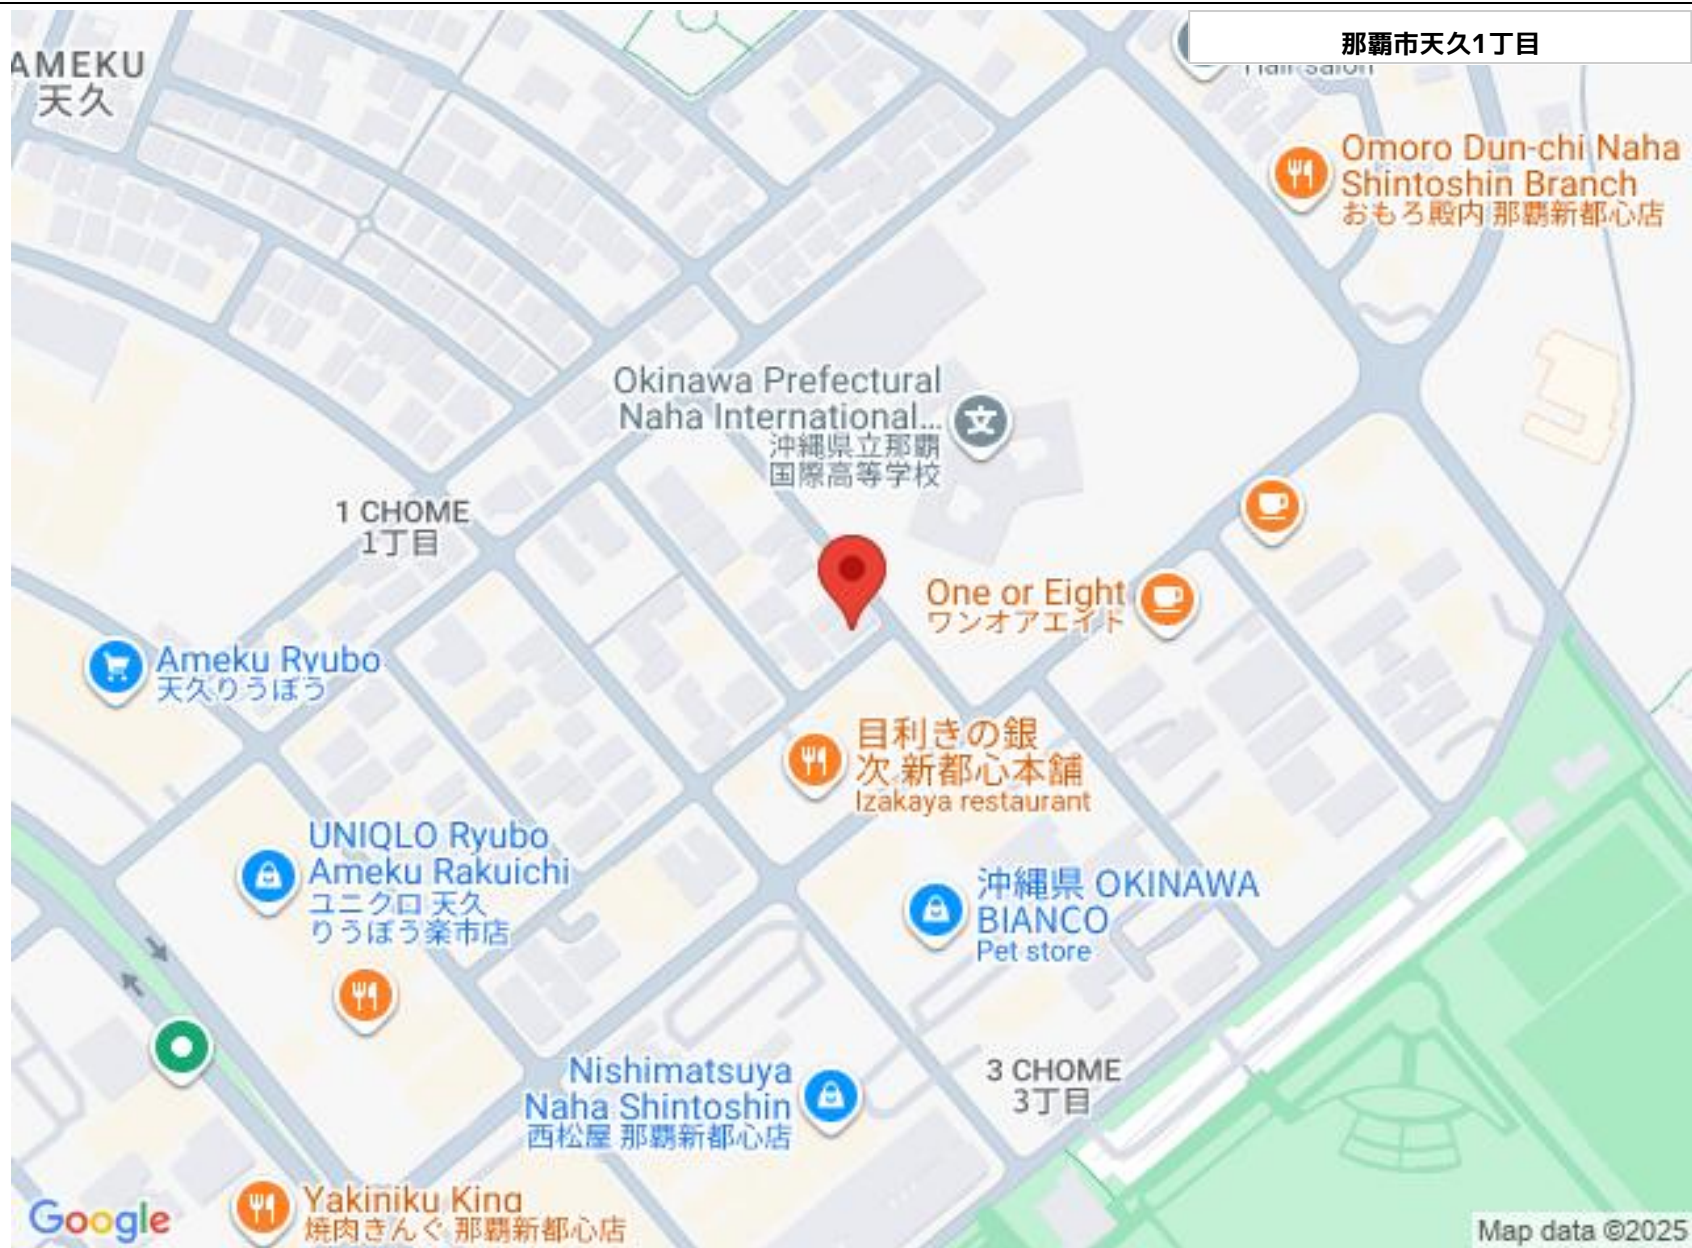 那覇市天久1丁目
AMEKU
天久
Hair salon
Omoro Dun-chi Naha
Shintoshin Branch
おもろ殿内 那覇新都心店
Okinawa Prefectural
Naha International...
沖縄県立那覇
国際高等学校
1 CHOME
1丁目
One or Eight
ワンオアエイト
Ameku Ryubo
天久りうぼう
目利きの銀
次 新都心本舗
Izakaya restaurant
UNIQLO Ryubo
Ameku Rakuichi
ユニクロ 天久
りうぼう楽市店
沖縄県 OKINAWA
BIANCO
Pet store
Nishimatsuya
Naha Shintoshin
西松屋 那覇新都心店
3 CHOME
3丁目
Yakiniku King
焼肉きんぐ 那覇新都心店
Google
Map data ©2025
文